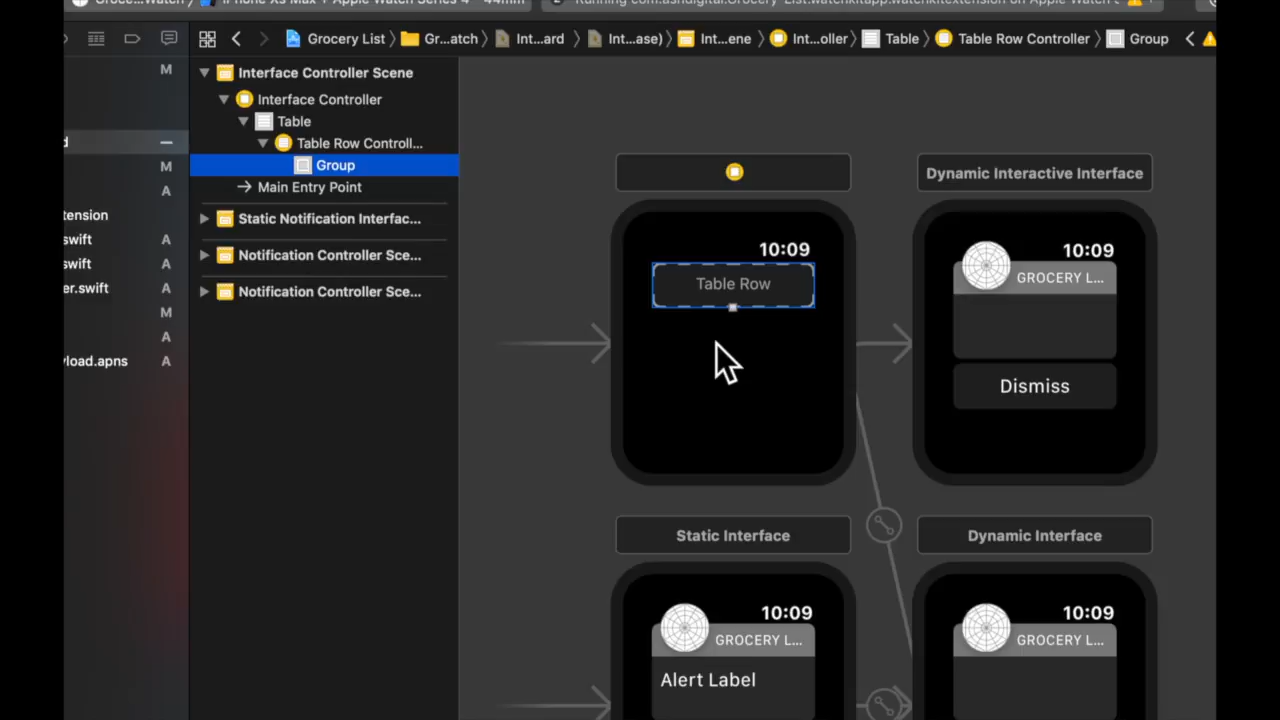 Grocery List 〉 Gr...atch 〉 Int...ard 〉 Int...ase) 〉 Int...ene 〉 Int...oller 〉 Table 〉 Table Row Controller 〉 Group
M
Interface Controller Scene
Interface Controller
Table
d
Table Row Controll...
M
Group
A
Main Entry Point
tension
Static Notification Interfac...
swift A
Notification Controller Sce...
swift A
er.swift A
Notification Controller Sce...
M
A
yload.apns A
Dynamic Interactive Interface
10:09
Table Row
10:09
GROCERY L...
Dismiss
Static Interface
Dynamic Interface
10:09
GROCERY L...
Alert Label
10:09
GROCERY L...